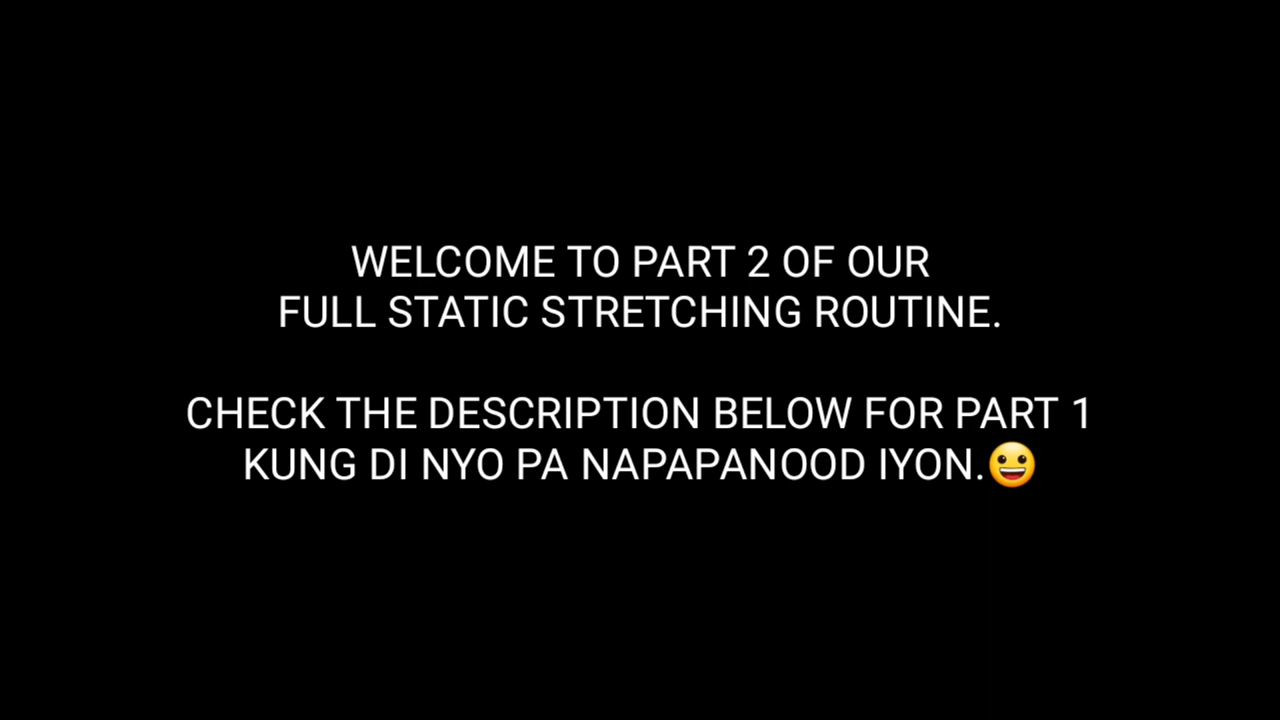 WELCOME TO PART 2 OF OUR
FULL STATIC STRETCHING ROUTINE.
CHECK THE DESCRIPTION BELOW FOR PART 1
KUNG DI NYO PA NAPAPANOOD IYON.😀